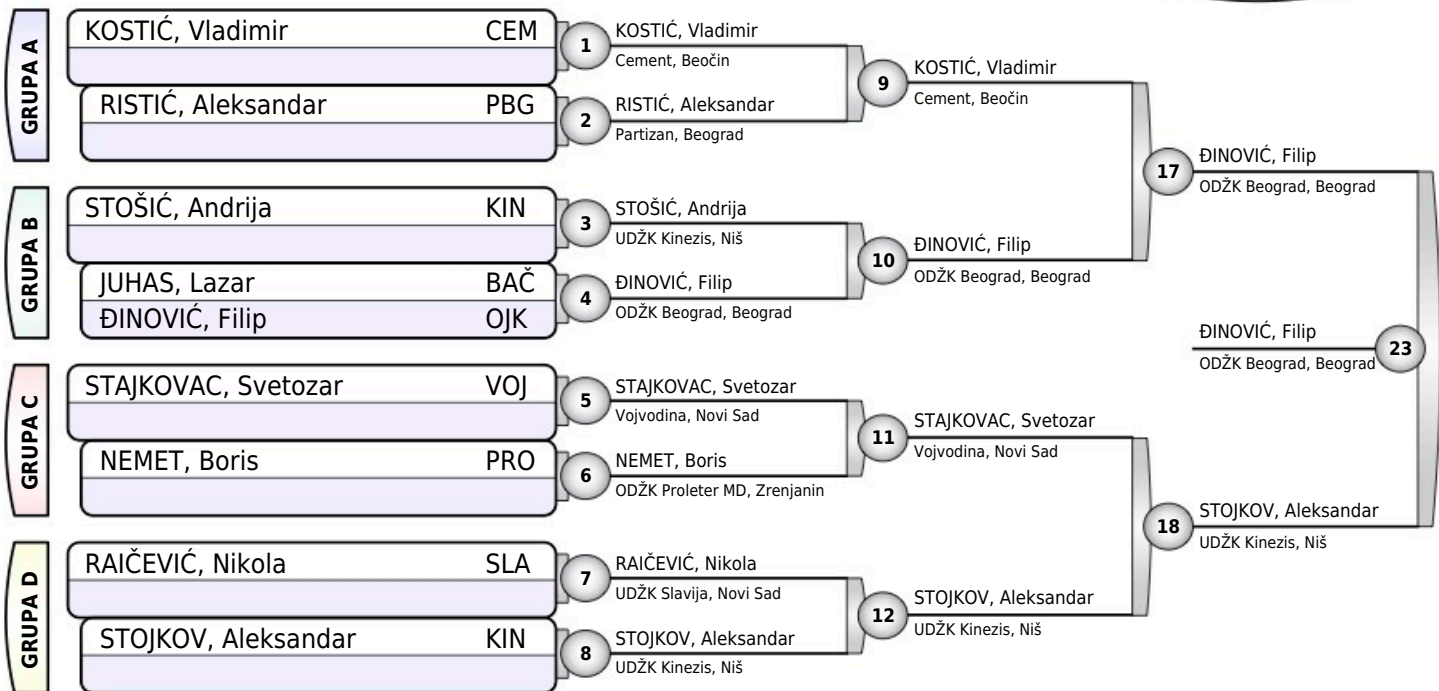 GRUPA A
KOSTIĆ, Vladimir CEM
RISTIĆ, Aleksandar PBG
GRUPA B
STOŠIĆ, Andrija KIN
JUHAS, Lazar BAČ
ĐINOVIĆ, Filip OJK
GRUPA C
STAJKOVAC, Svetozar VOJ
NEMET, Boris PRO
GRUPA D
RAIČEVIĆ, Nikola SLA
STOJKOV, Aleksandar KIN
1
KOSTIĆ, Vladimir
Cement, Beočin
2
RISTIĆ, Aleksandar
Partizan, Beograd
3
STOŠIĆ, Andrija
UDŽK Kinezis, Niš
4
ĐINOVIĆ, Filip
ODŽK Beograd, Beograd
5
STAJKOVAC, Svetozar
Vojvodina, Novi Sad
6
NEMET, Boris
ODŽK Proleter MD, Zrenjanin
7
RAIČEVIĆ, Nikola
UDŽK Slavija, Novi Sad
8
STOJKOV, Aleksandar
UDŽK Kinezis, Niš
9
KOSTIĆ, Vladimir
Cement, Beočin
10
ĐINOVIĆ, Filip
ODŽK Beograd, Beograd
11
STAJKOVAC, Svetozar
Vojvodina, Novi Sad
12
STOJKOV, Aleksandar
UDŽK Kinezis, Niš
17
ĐINOVIĆ, Filip
ODŽK Beograd, Beograd
18
STOJKOV, Aleksandar
UDŽK Kinezis, Niš
ĐINOVIĆ, Filip
ODŽK Beograd, Beograd
23